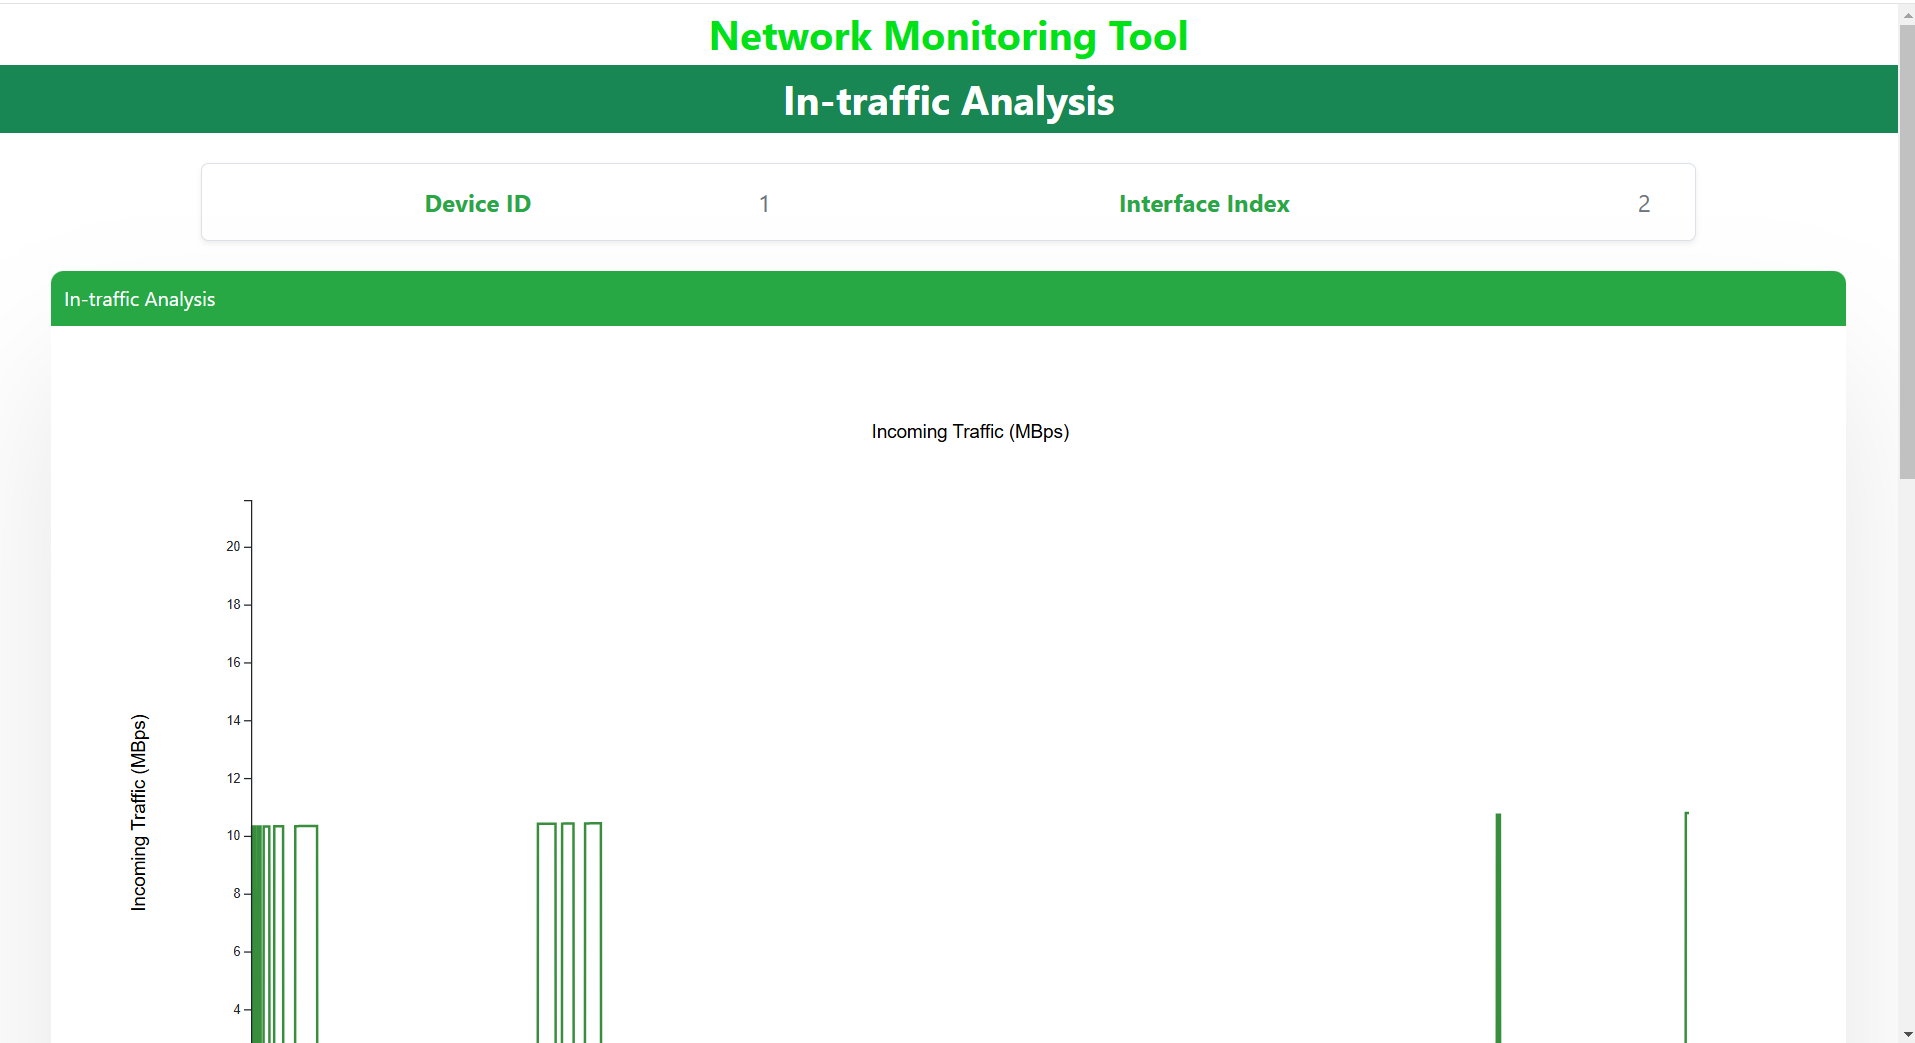 Network Monitoring Tool
In-traffic Analysis
Device ID 1 Interface Index 2
In-traffic Analysis
Incoming Traffic (MBps)
Incoming Traffic (MBps)
20
18
16
14
12
10
8
6
4